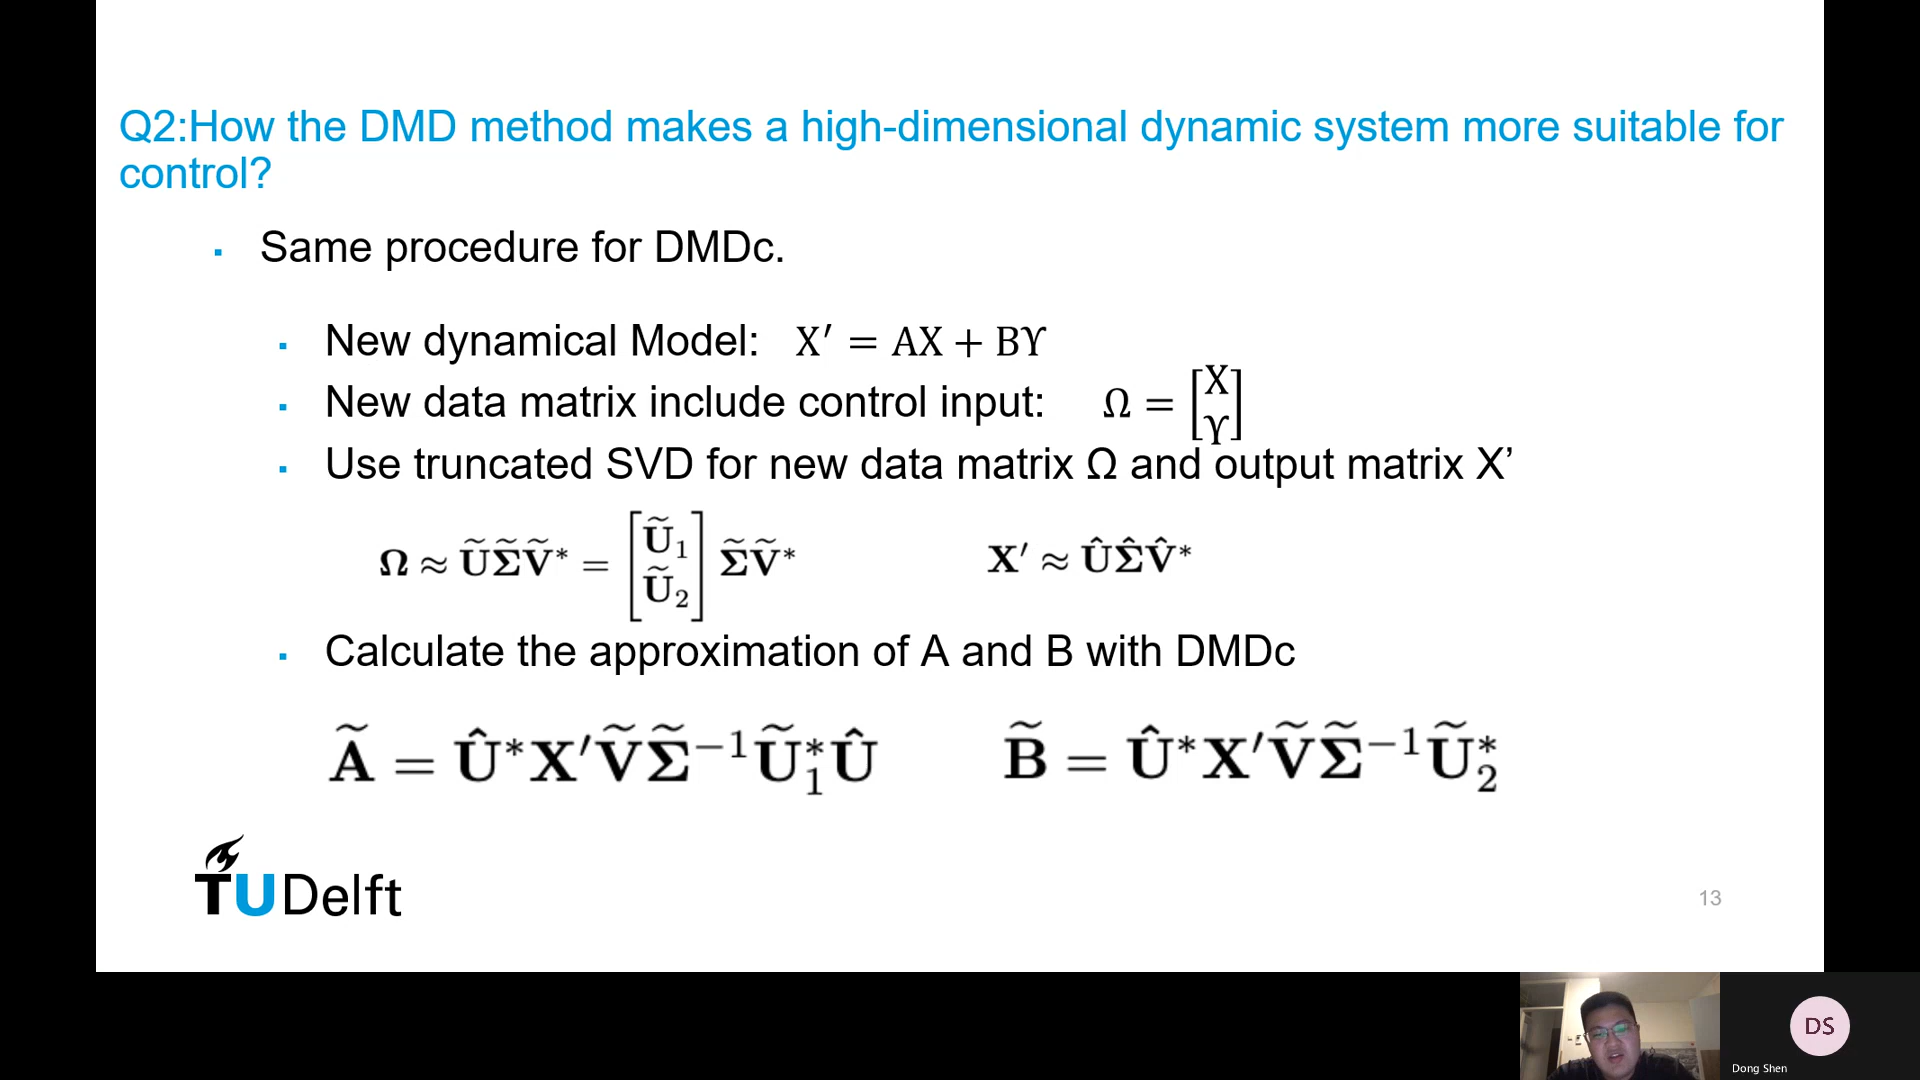 Q2:How the DMD method makes a high-dimensional dynamic system more suitable for
control?
▪ Same procedure for DMDc.
▪ New dynamical Model: X′ = AX + Bϒ
▪ New data matrix include control input: Ω = [X ϒ]
▪ Use truncated SVD for new data matrix Ω and output matrix X’
Ω ≈ ŨΣ̃Ṽ* = [Ũ₁ Ũ₂] Σ̃Ṽ* X′ ≈ ÛΣ̂V̂*
▪ Calculate the approximation of A and B with DMDc
Ã = Û*X′ṼΣ̃⁻¹Ũ₁*Û B̃ = Û*X′ṼΣ̃⁻¹Ũ₂*
TUDelft
13
DS
Dong Shen